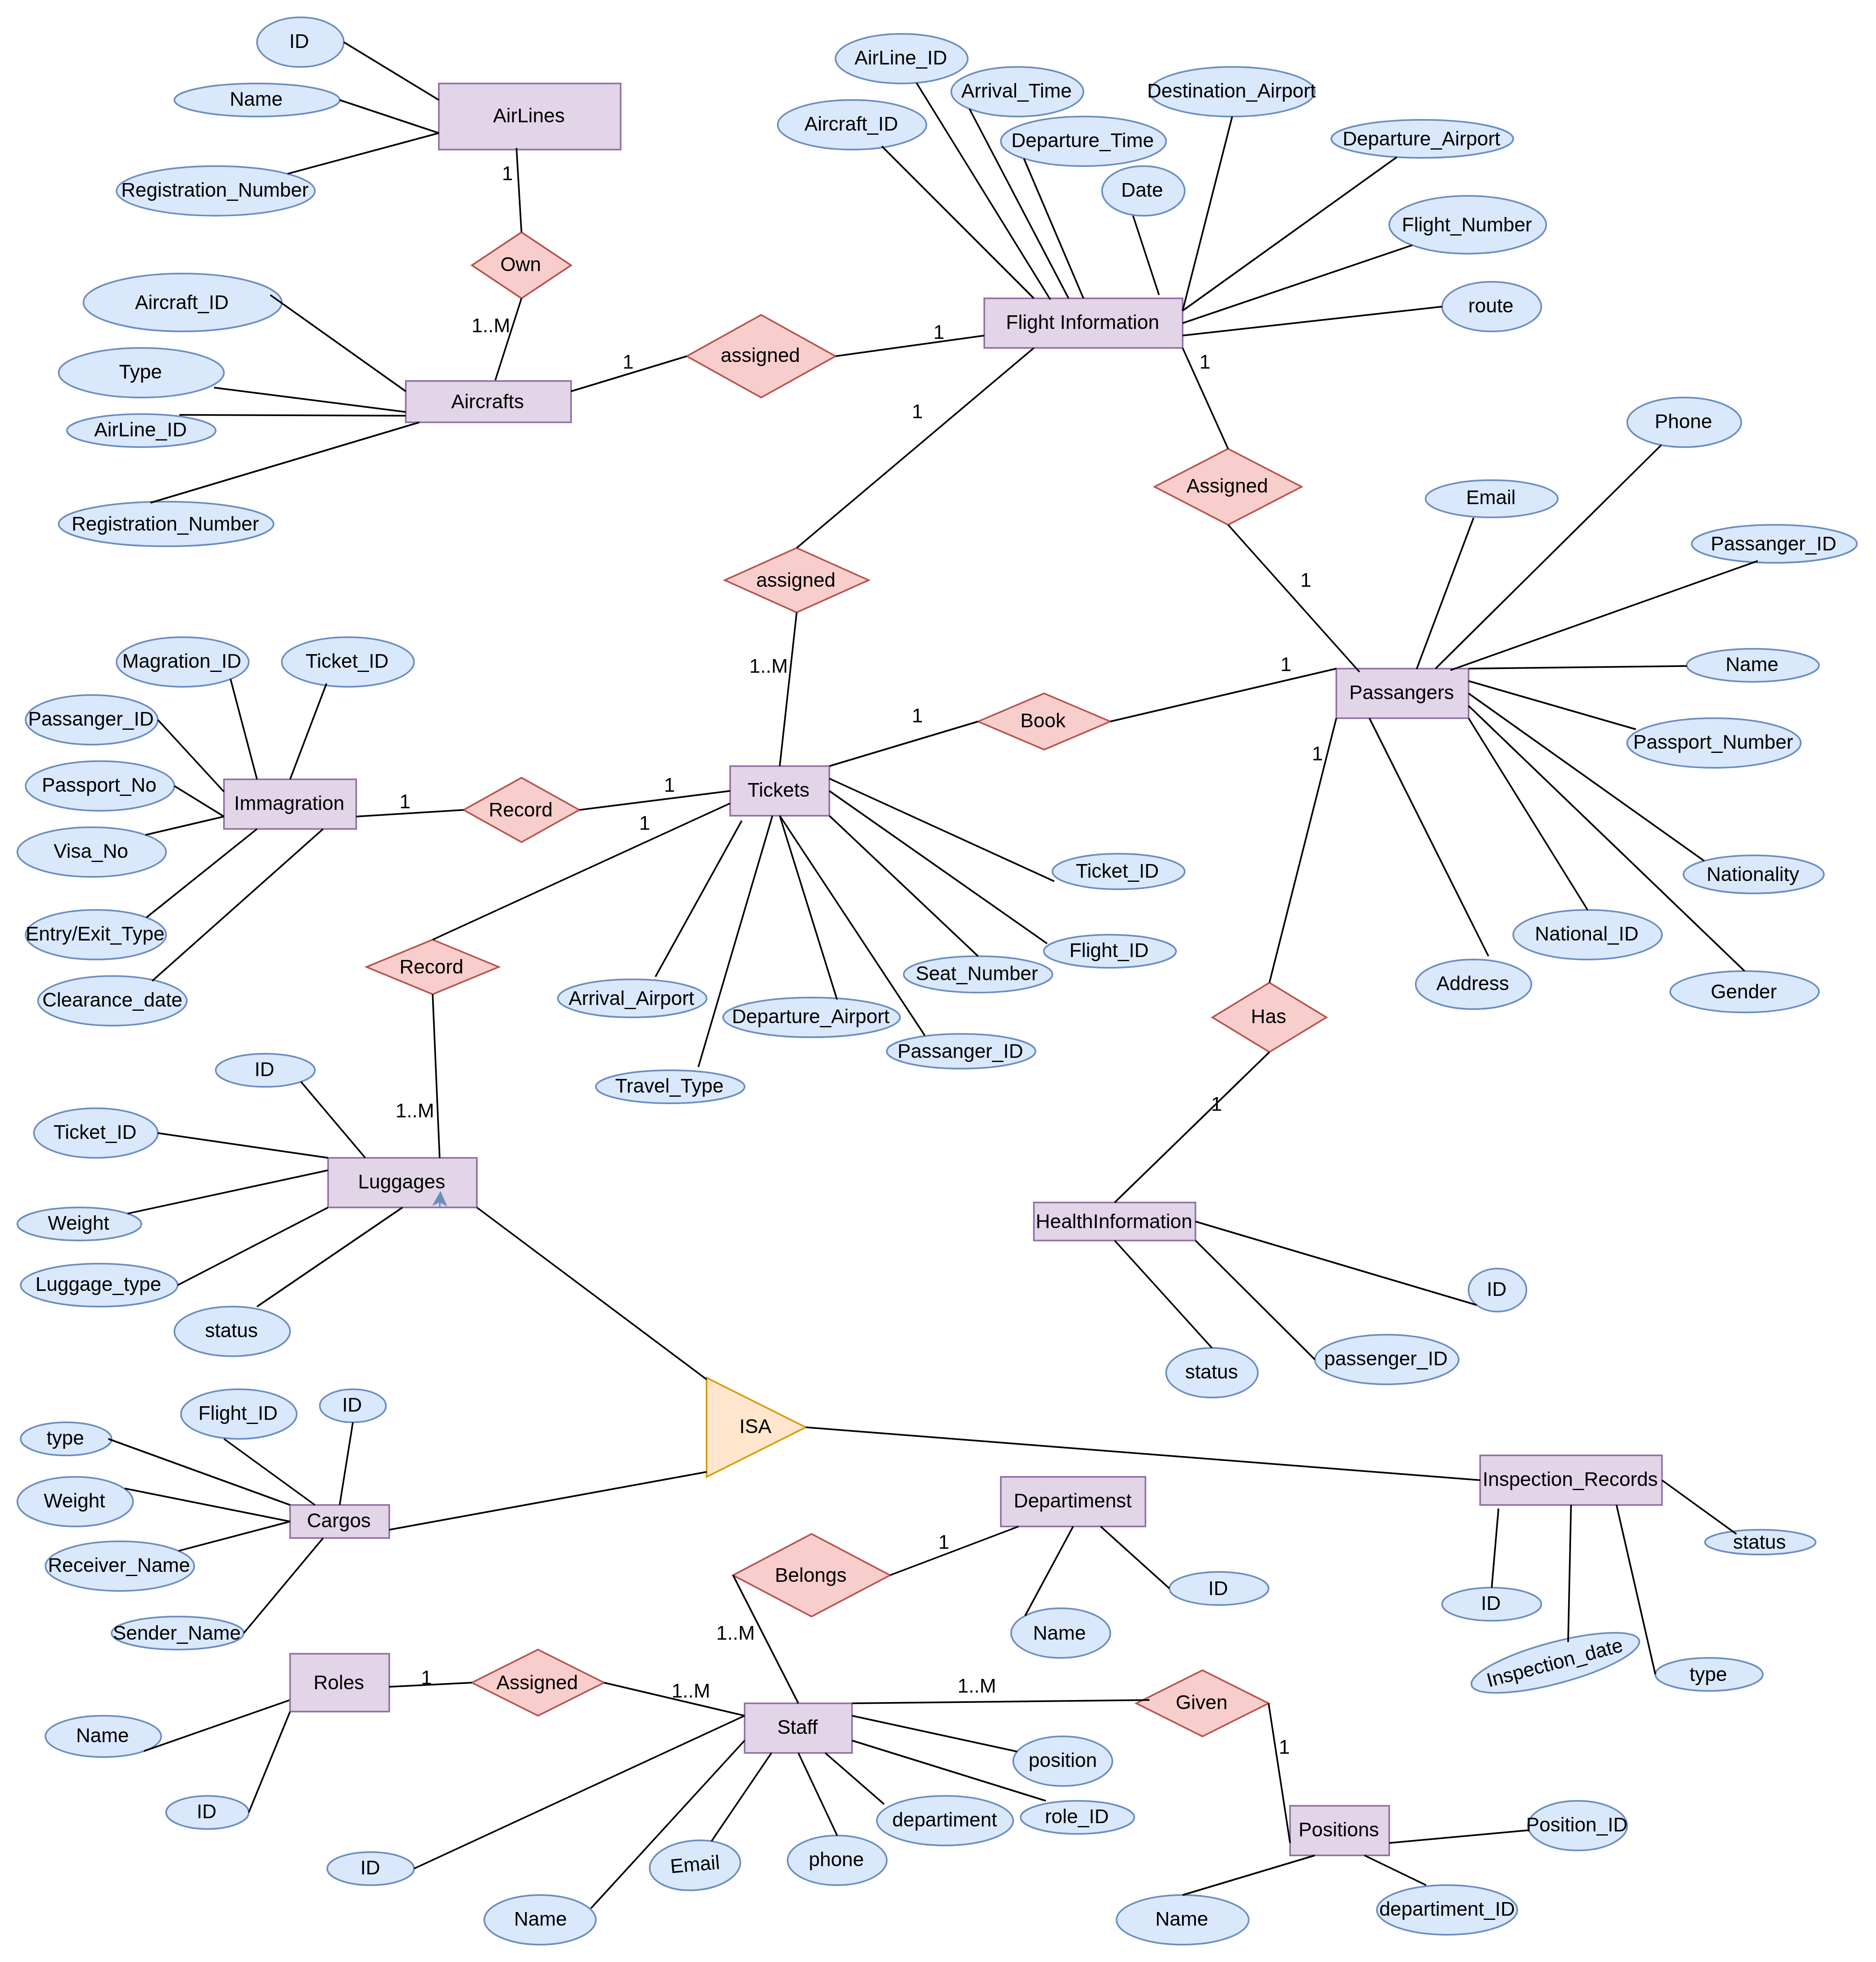 ID
Name
Registration_Number
AirLines
1
Own
1..M
Aircraft_ID
Type
AirLine_ID
Registration_Number
Aircrafts
1
assigned
1
AirLine_ID
Arrival_Time
Aircraft_ID
Departure_Time
Date
Destination_Airport
Departure_Airport
Flight_Number
route
Flight Information
1
1
Assigned
1
assigned
1..M
Phone
Email
Passanger_ID
Name
Passport_Number
Nationality
National_ID
Gender
Address
Passangers
1
Book
1
1
Has
1
Magration_ID
Ticket_ID
Passanger_ID
Passport_No
Visa_No
Entry/Exit_Type
Clearance_date
Immagration
1
Record
1
Tickets
1
Record
1..M
Ticket_ID
Flight_ID
Seat_Number
Arrival_Airport
Departure_Airport
Passanger_ID
Travel_Type
ID
Ticket_ID
Weight
Luggage_type
status
Luggages
HealthInformation
ID
passenger_ID
status
ISA
Flight_ID
ID
type
Weight
Receiver_Name
Sender_Name
Cargos
Departimenst
Name
ID
Belongs
1
1..M
Inspection_Records
status
ID
Inspection_date
type
Roles
Name
ID
1
Assigned
1..M
Staff
1..M
Given
1
position
role_ID
departiment
phone
Email
ID
Name
Positions
Position_ID
departiment_ID
Name